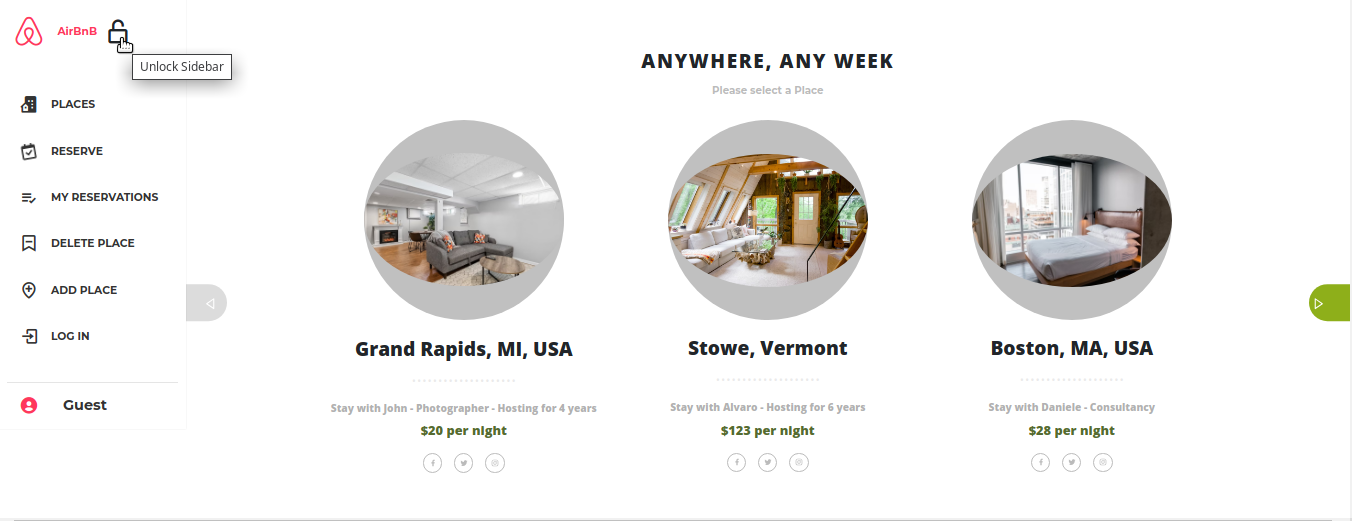 AirBnB
Unlock Sidebar
PLACES
RESERVE
MY RESERVATIONS
DELETE PLACE
ADD PLACE
LOG IN
Guest
ANYWHERE, ANY WEEK
Please select a Place
Grand Rapids, MI, USA
Stay with John - Photographer - Hosting for 4 years
$20 per night
Stowe, Vermont
Stay with Alvaro - Hosting for 6 years
$123 per night
Boston, MA, USA
Stay with Daniele - Consultancy
$28 per night